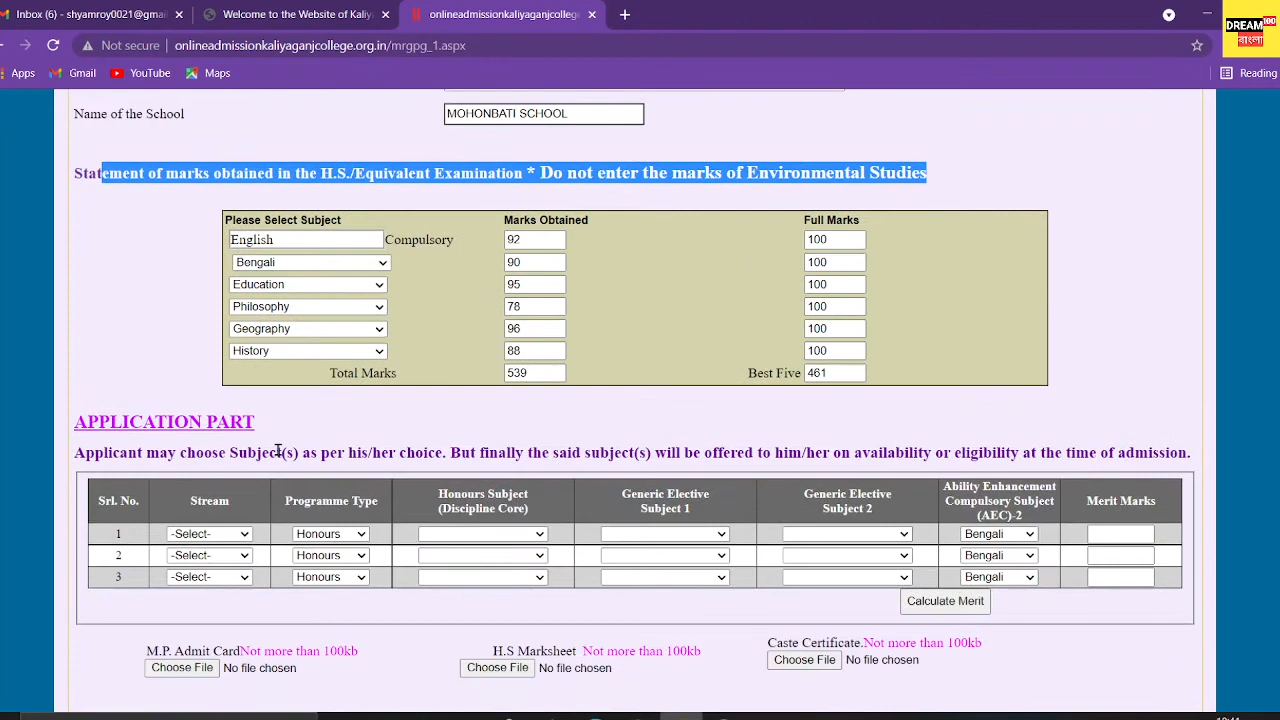 Inbox (6) - shyamroy0021@gmai
Welcome to the Website of Kaliya
onlineadmissionkaliyaganjcollege
DREAM 100
বাংলা
Not secure
onlineadmissionkaliyaganjcollege.org.in/mrgpg_1.aspx
Apps Gmail YouTube Maps Reading
Name of the School MOHONBATI SCHOOL
Statement of marks obtained in the H.S./Equivalent Examination * Do not enter the marks of Environmental Studies
Please Select Subject Marks Obtained Full Marks
English Compulsory 92 100
Bengali 90 100
Education 95 100
Philosophy 78 100
Geography 96 100
History 88 100
Total Marks 539 Best Five 461
APPLICATION PART
Applicant may choose Subject(s) as per his/her choice. But finally the said subject(s) will be offered to him/her on availability or eligibility at the time of admission.
Srl. No. Stream Programme Type Honours Subject (Discipline Core) Generic Elective Subject 1 Generic Elective Subject 2 Ability Enhancement Compulsory Subject (AEC)-2 Merit Marks
1 -Select- Honours Bengali
2 -Select- Honours Bengali
3 -Select- Honours Bengali
Calculate Merit
M.P. Admit Card Not more than 100kb H.S Marksheet Not more than 100kb Caste Certificate. Not more than 100kb
Choose File No file chosen Choose File No file chosen Choose File No file chosen